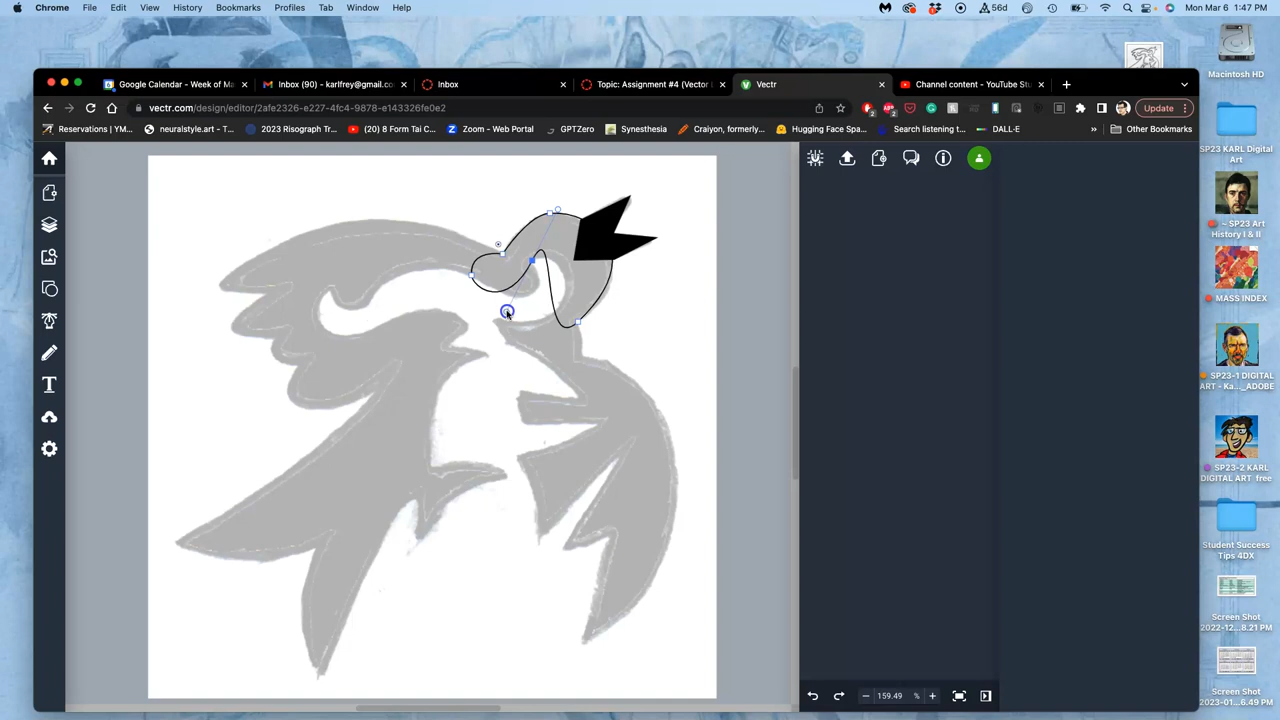 Chrome File Edit View History Bookmarks Profiles Tab Window Help 56d Mon Mar 6 1:47 PM
Google Calendar - Week of Ma Inbox (90) - karlfrey@gmail.co Inbox Topic: Assignment #4 (Vector Vectr Channel content - YouTube Stu
vectr.com/design/editor/2afe2326-e227-4fc4-9878-e143326fe0e2 Update
Reservations | YM... neuralstyle.art - T... 2023 Risograph Tr... (20) 8 Form Tai C... Zoom - Web Portal GPTZero Synesthesia Craiyon, formerly... Hugging Face Spa... Search listening t... DALL-E » Other Bookmarks
Macintosh HD
SP23 KARL Digital
Art
~ SP23 Art
History I & II
MASS INDEX
SP23-1 DIGITAL
ART - Ka..._ADOBE
SP23-2 KARL
DIGITAL ART free
Student Success
Tips 4DX
Screen Shot
2022-12...8.21 PM
Screen Shot
2023-01...6.49 PM
159.49 %